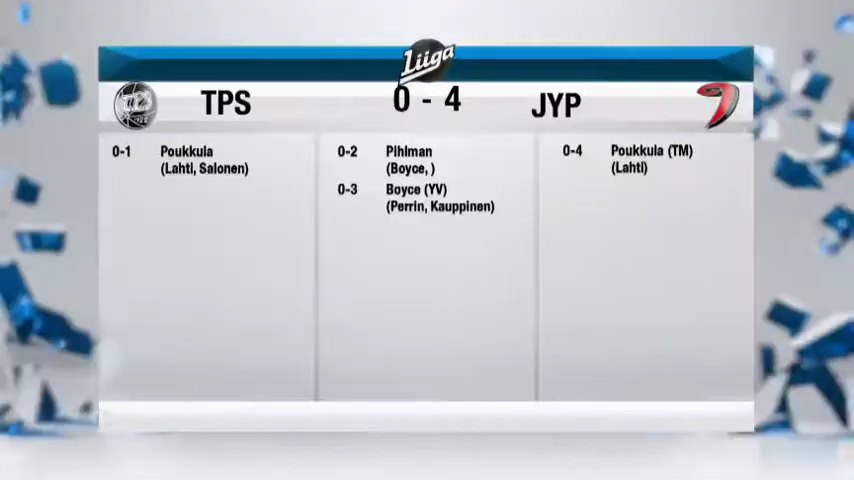 Liiga
TPS 0 - 4 JYP
TPS
0-1 Poukkula
(Lahti, Salonen)
0-2 Pihlman
(Boyce, )
0-3 Boyce (YV)
(Perrin, Kauppinen)
0-4 Poukkula (TM)
(Lahti)